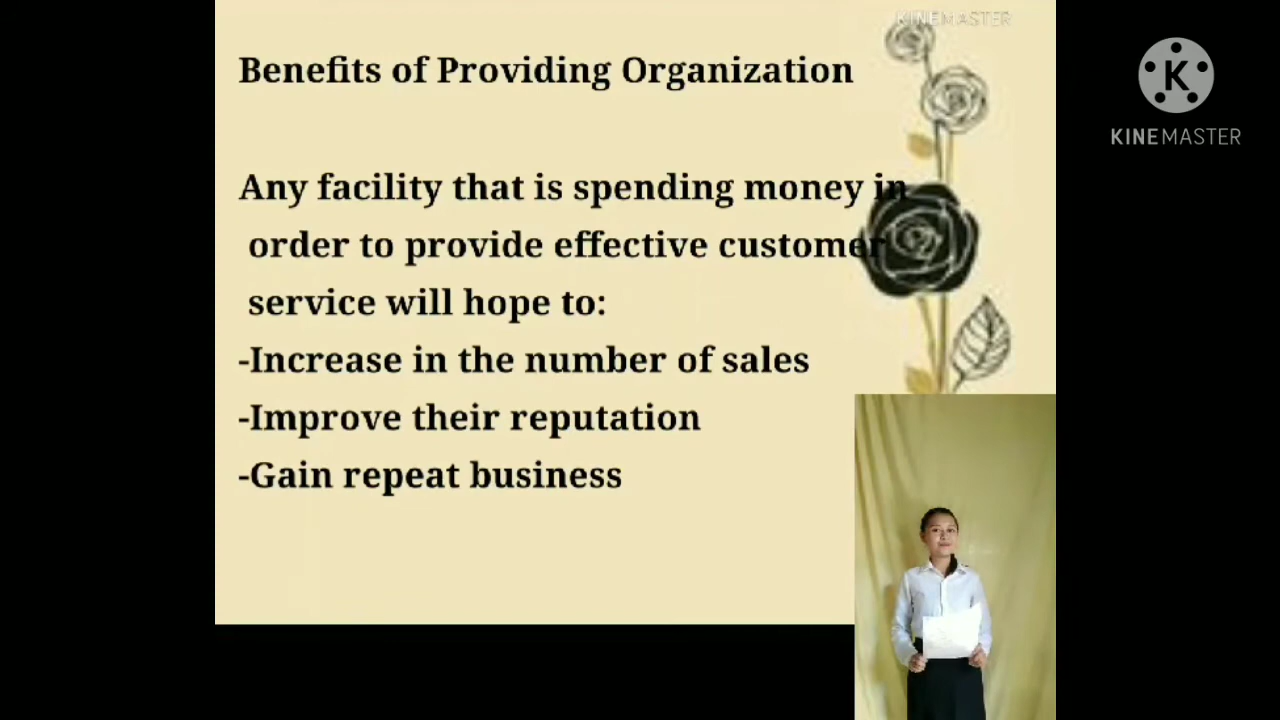 KINEMASTER
Benefits of Providing Organization
Any facility that is spending money in
order to provide effective customer
service will hope to:
-Increase in the number of sales
-Improve their reputation
-Gain repeat business
K
KINEMASTER